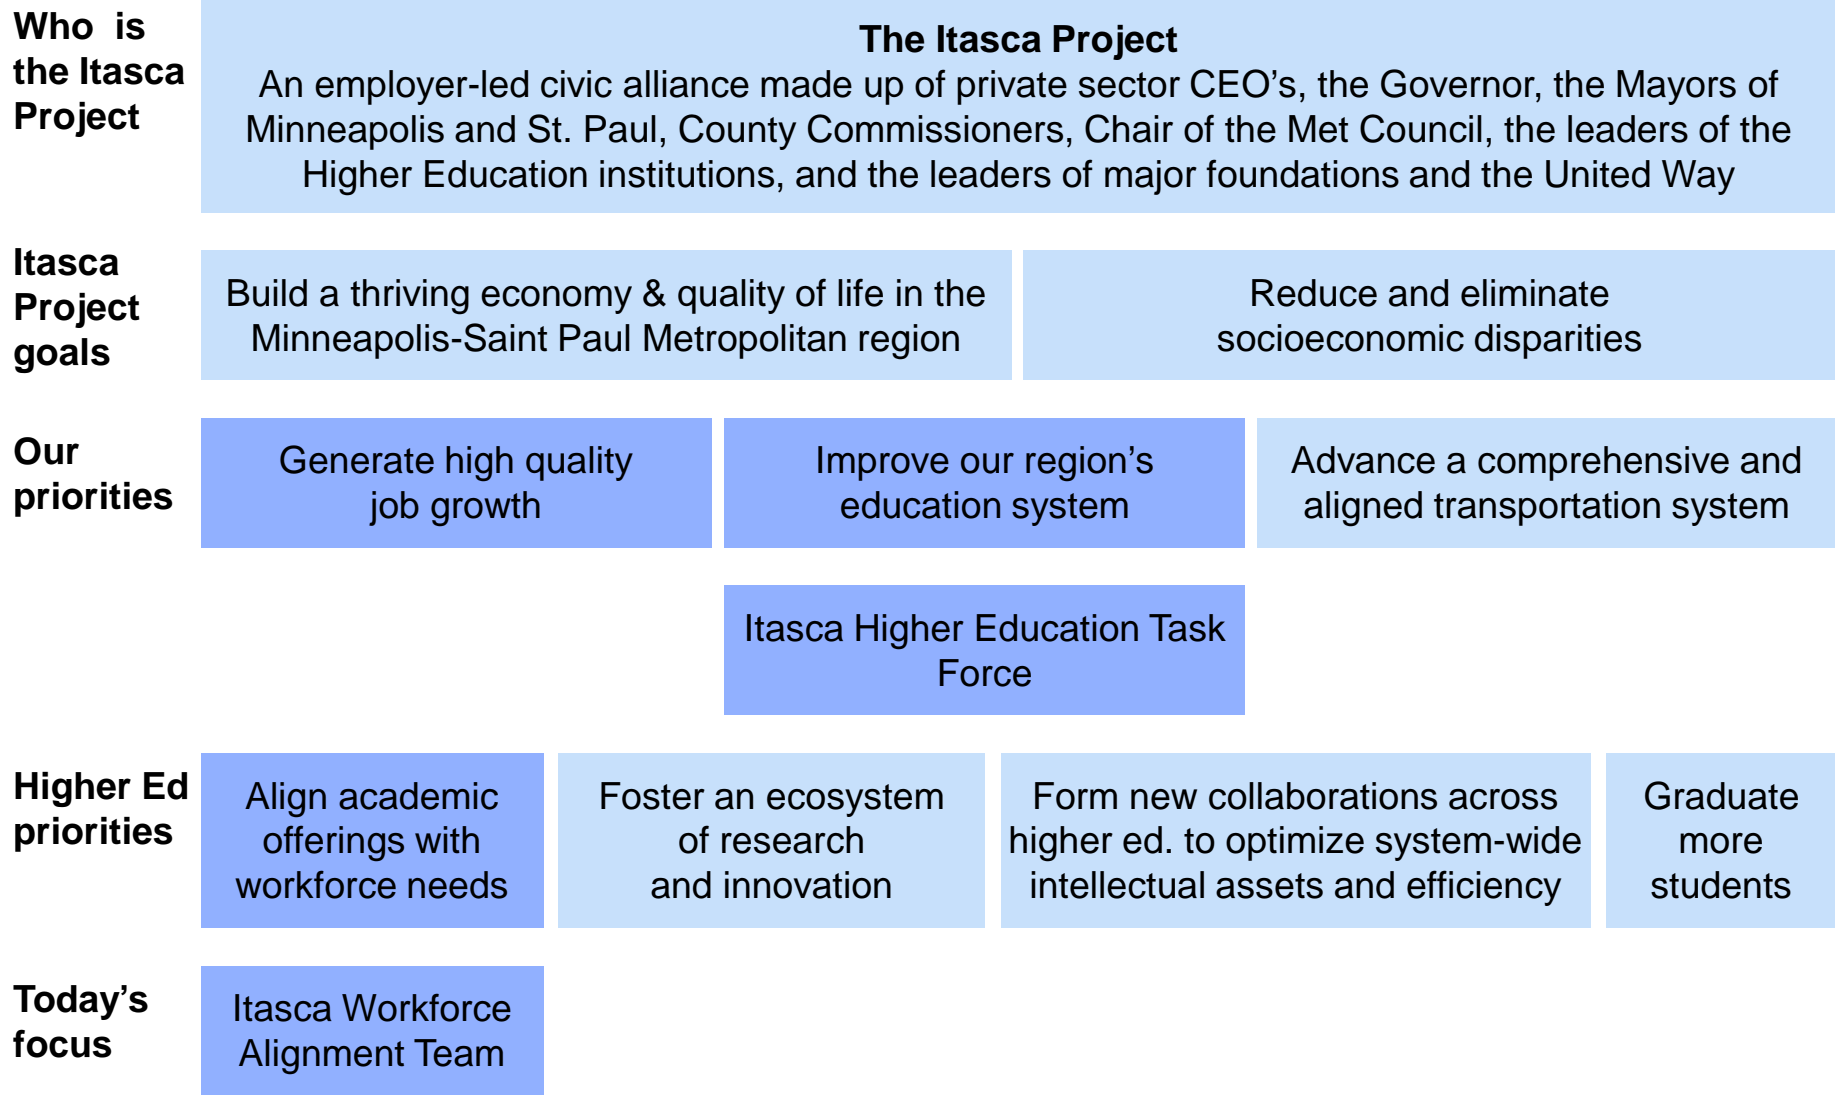 Who is
the Itasca
Project
The Itasca Project
An employer-led civic alliance made up of private sector CEO’s, the Governor, the Mayors of
Minneapolis and St. Paul, County Commissioners, Chair of the Met Council, the leaders of the
Higher Education institutions, and the leaders of major foundations and the United Way
Itasca
Project
goals
Build a thriving economy & quality of life in the
Minneapolis-Saint Paul Metropolitan region
Reduce and eliminate
socioeconomic disparities
Our
priorities
Generate high quality
job growth
Improve our region’s
education system
Advance a comprehensive and
aligned transportation system
Itasca Higher Education Task
Force
Higher Ed
priorities
Align academic
offerings with
workforce needs
Foster an ecosystem
of research
and innovation
Form new collaborations across
higher ed. to optimize system-wide
intellectual assets and efficiency
Graduate
more
students
Today’s
focus
Itasca Workforce
Alignment Team